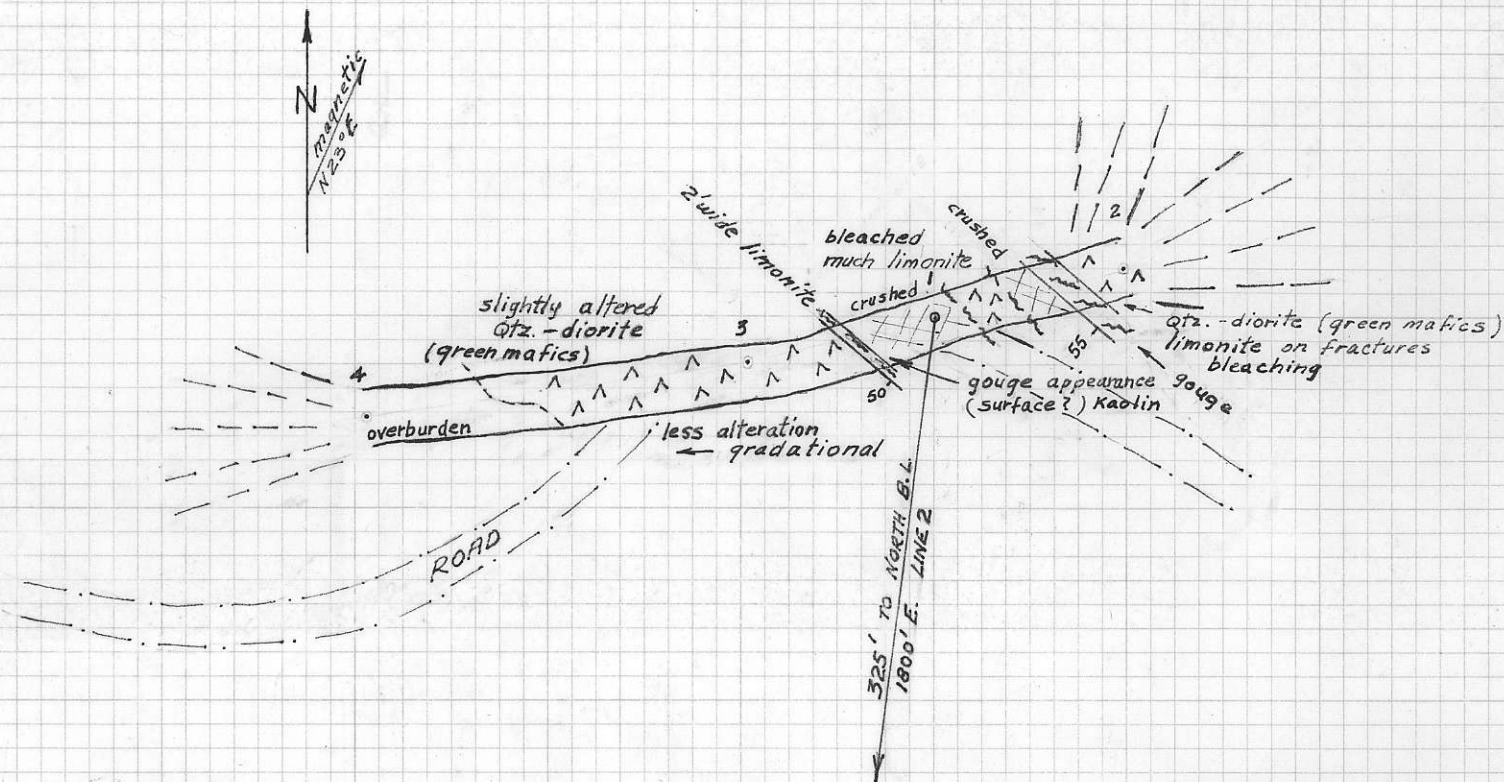 N
magnetic
N23°E
2' wide limonite
bleached
much limonite
crushed
crushed
1
2
slightly altered
Qtz.-diorite
(green mafics)
3
4
overburden
less alteration
← gradational
50
55
gouge appearance
(surface?) Kaolin
gouge
Qtz.-diorite (green mafics)
limonite on fractures
bleaching
ROAD
325' TO NORTH B.L.
1800' E. LINE 2